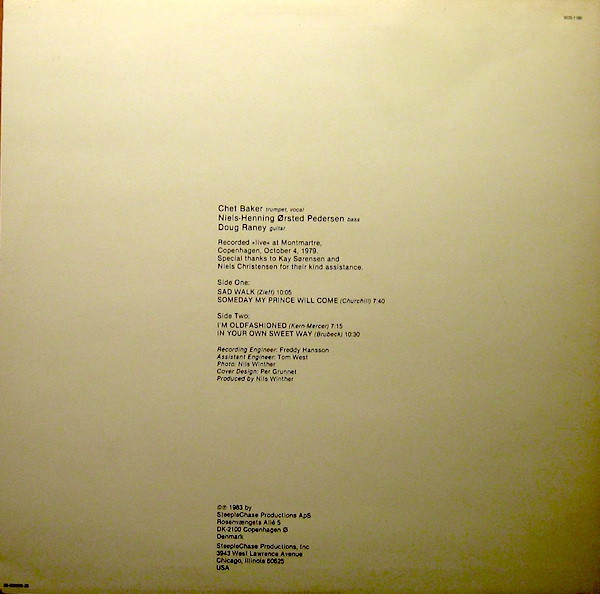 Chet Baker trumpet, vocal
Niels-Henning Ørsted Pedersen bass
Doug Raney guitar
Recorded »live« at Montmartre,
Copenhagen, October 4, 1979.
Special thanks to Kay Sørensen and
Niels Christensen for their kind assistance.
Side One:
SAD WALK (Zieff) 10:05
SOMEDAY MY PRINCE WILL COME (Churchill) 7:40
Side Two:
I'M OLDFASHIONED (Kern-Mercer) 7:15
IN YOUR OWN SWEET WAY (Brubeck) 10:30
Recording Engineer: Freddy Hansson
Assistant Engineer: Tom West
Photo: Nils Winther
Cover Design: Per Grunnet
Produced by Nils Winther
©℗ 1983 by
SteepleChase Productions ApS
Rosenvængets Allé 5
DK-2100 Copenhagen Ø
Denmark
SteepleChase Productions, Inc
3943 West Lawrence Avenue
Chicago, Illinois 60625
USA